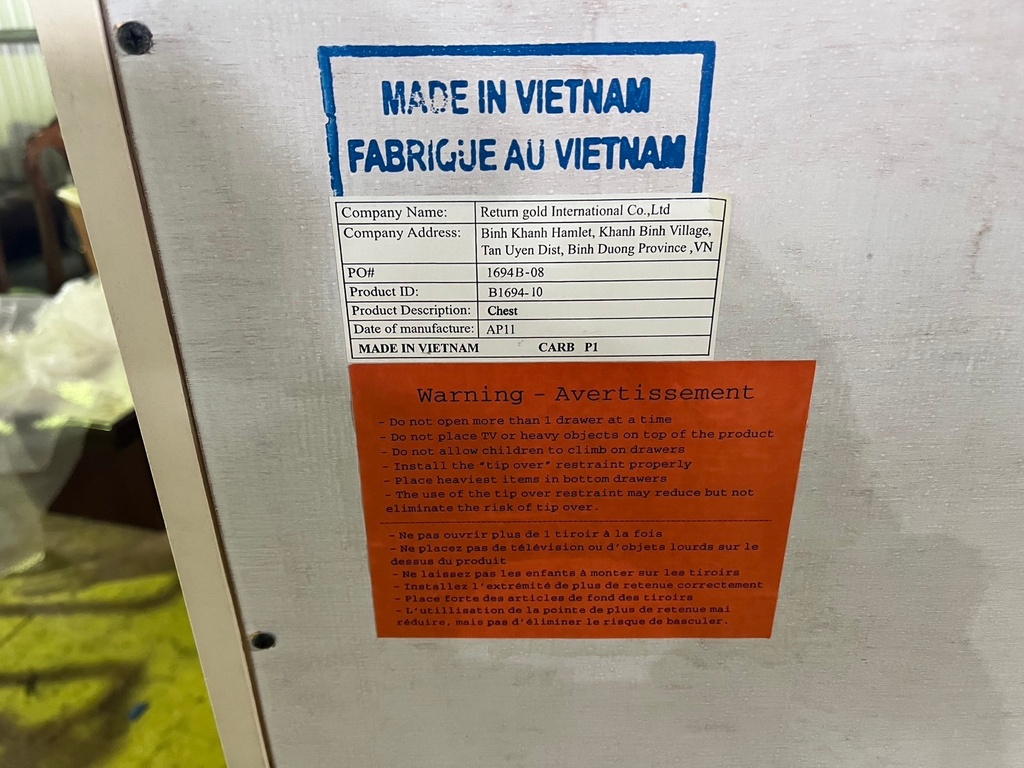 MADE IN VIETNAM
FABRIQUE AU VIETNAM
Company Name: Return gold International Co.,Ltd
Company Address: Binh Khanh Hamlet, Khanh Binh Village,
Tan Uyen Dist, Binh Duong Province ,VN
PO# 1694B-08
Product ID: B1694-10
Product Description: Chest
Date of manufacture: AP11
MADE IN VIETNAM CARB P1
Warning - Avertissement
- Do not open more than 1 drawer at a time
- Do not place TV or heavy objects on top of the product
- Do not allow children to climb on drawers
- Install the "tip over" restraint properly
- Place heaviest items in bottom drawers
- The use of the tip over restraint may reduce but not
eliminate the risk of tip over.
- Ne pas ouvrir plus de 1 tiroir à la fois
- Ne placez pas de télévision ou d'objets lourds sur le
dessus du produit
- Ne laissez pas les enfants à monter sur les tiroirs
- Installez l'extrémité de plus de retenue correctement
- Place forte des articles de fond des tiroirs
- L'utillisation de la pointe de plus de retenue mai
réduire, mais pas d'éliminer le risque de basculer.